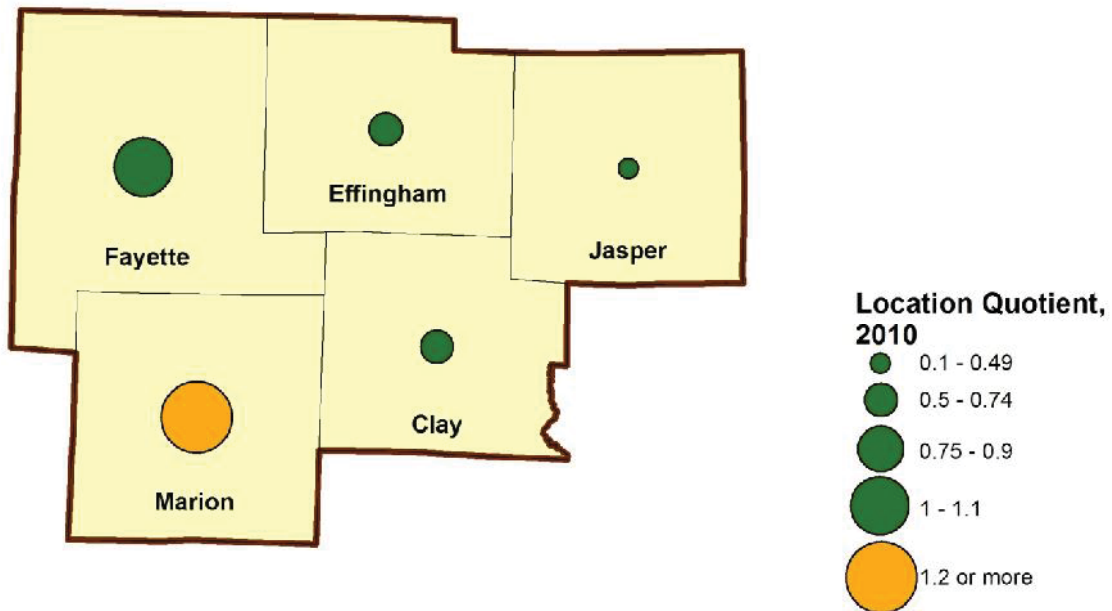 Effingham
Jasper
Fayette
Clay
Marion
Location Quotient,
2010
0.1 - 0.49
0.5 - 0.74
0.75 - 0.9
1 - 1.1
1.2 or more